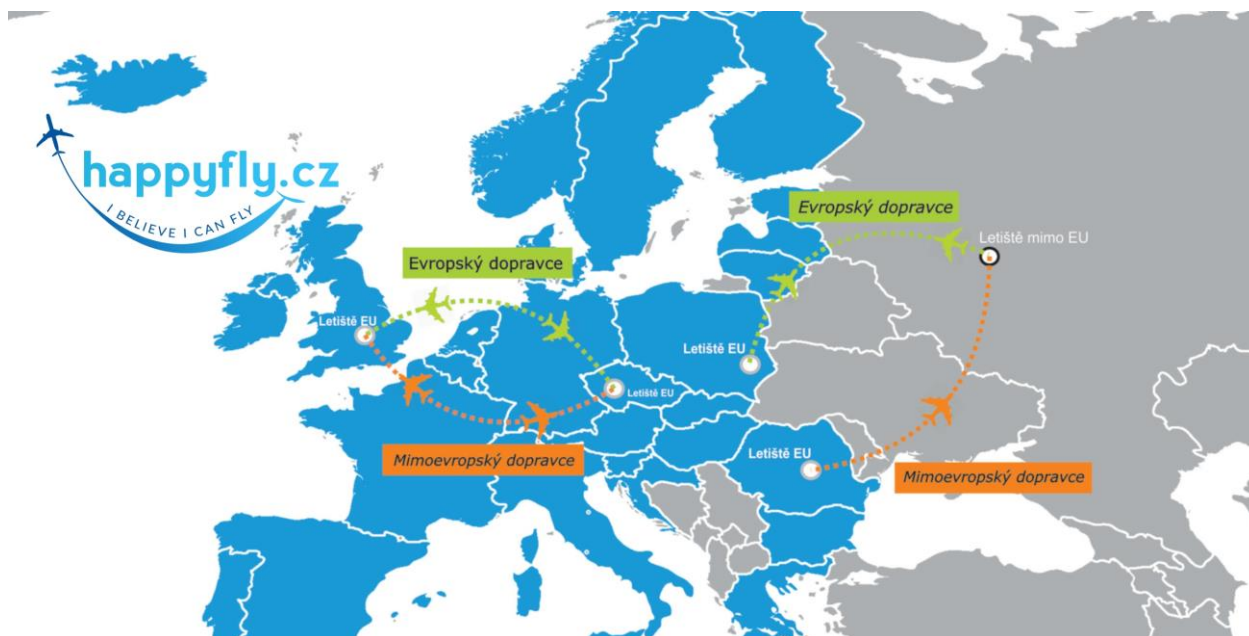 happyfly.cz
I BELIEVE I CAN FLY
Evropský dopravce
Letiště mimo EU
Evropský dopravce
Letiště EU
Letiště EU
Letiště EU
Mimoevropský dopravce
Letiště EU
Mimoevropský dopravce